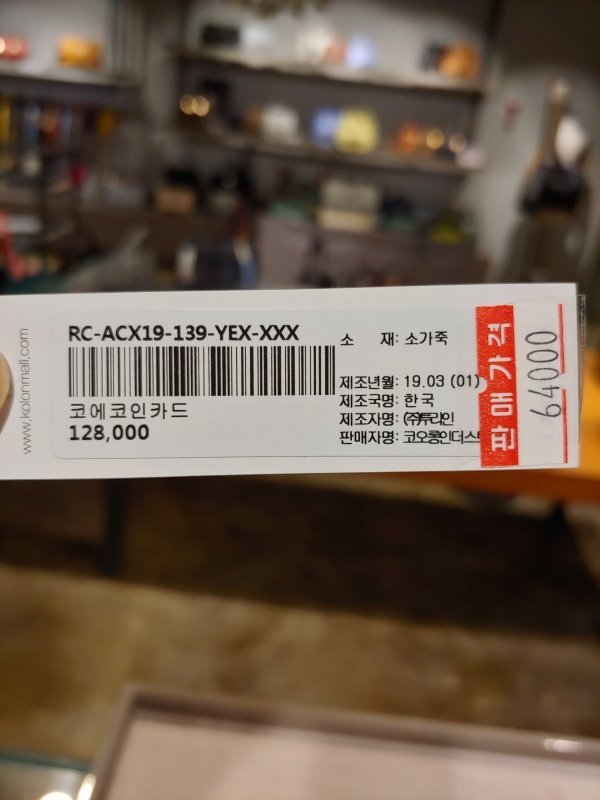 www.kolonmall.com
RC-ACX19-139-YEX-XXX
코에코인카드
128,000
소 재: 소가죽
제조년월: 19.03 (01)
제조국명: 한국
제조자명: (주)투라인
판매자명: 코오롱인더스
판매가격
64000